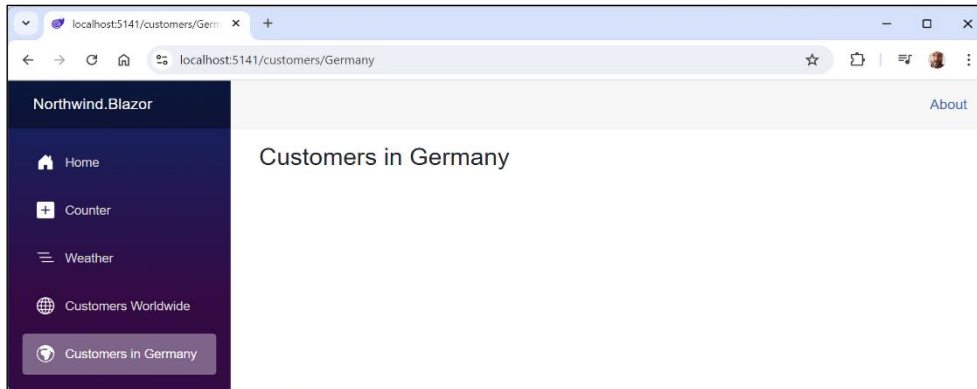 localhost:5141/customers/Germ
localhost:5141/customers/Germany
Northwind.Blazor
About
Customers in Germany
Home
Counter
Weather
Customers Worldwide
Customers in Germany